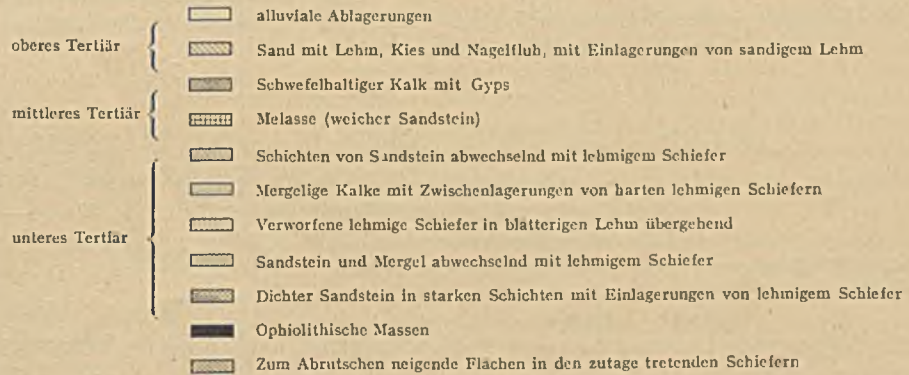 alluviale Ablagerungen
oberes Tertiär
Sand mit Lehm, Kies und Nagelfluh, mit Einlagerungen von sandigem Lehm
Schwefelhaltiger Kalk mit Gyps
mittleres Tertiär
Melasse (weicher Sandstein)
Schichten von Sandstein abwechselnd mit lehmigem Schiefer
Mergelige Kalke mit Zwischenlagerungen von harten lehmigen Schiefern
Verworfene lehmige Schiefer in blatterigen Lehm übergehend
unteres Tertiar
Sandstein und Mergel abwechselnd mit lehmigem Schiefer
Dichter Sandstein in starken Schichten mit Einlagerungen von lehmigem Schiefer
Ophiolithische Massen
Zum Abrutschen neigende Flachen in den zutage tretenden Schiefern